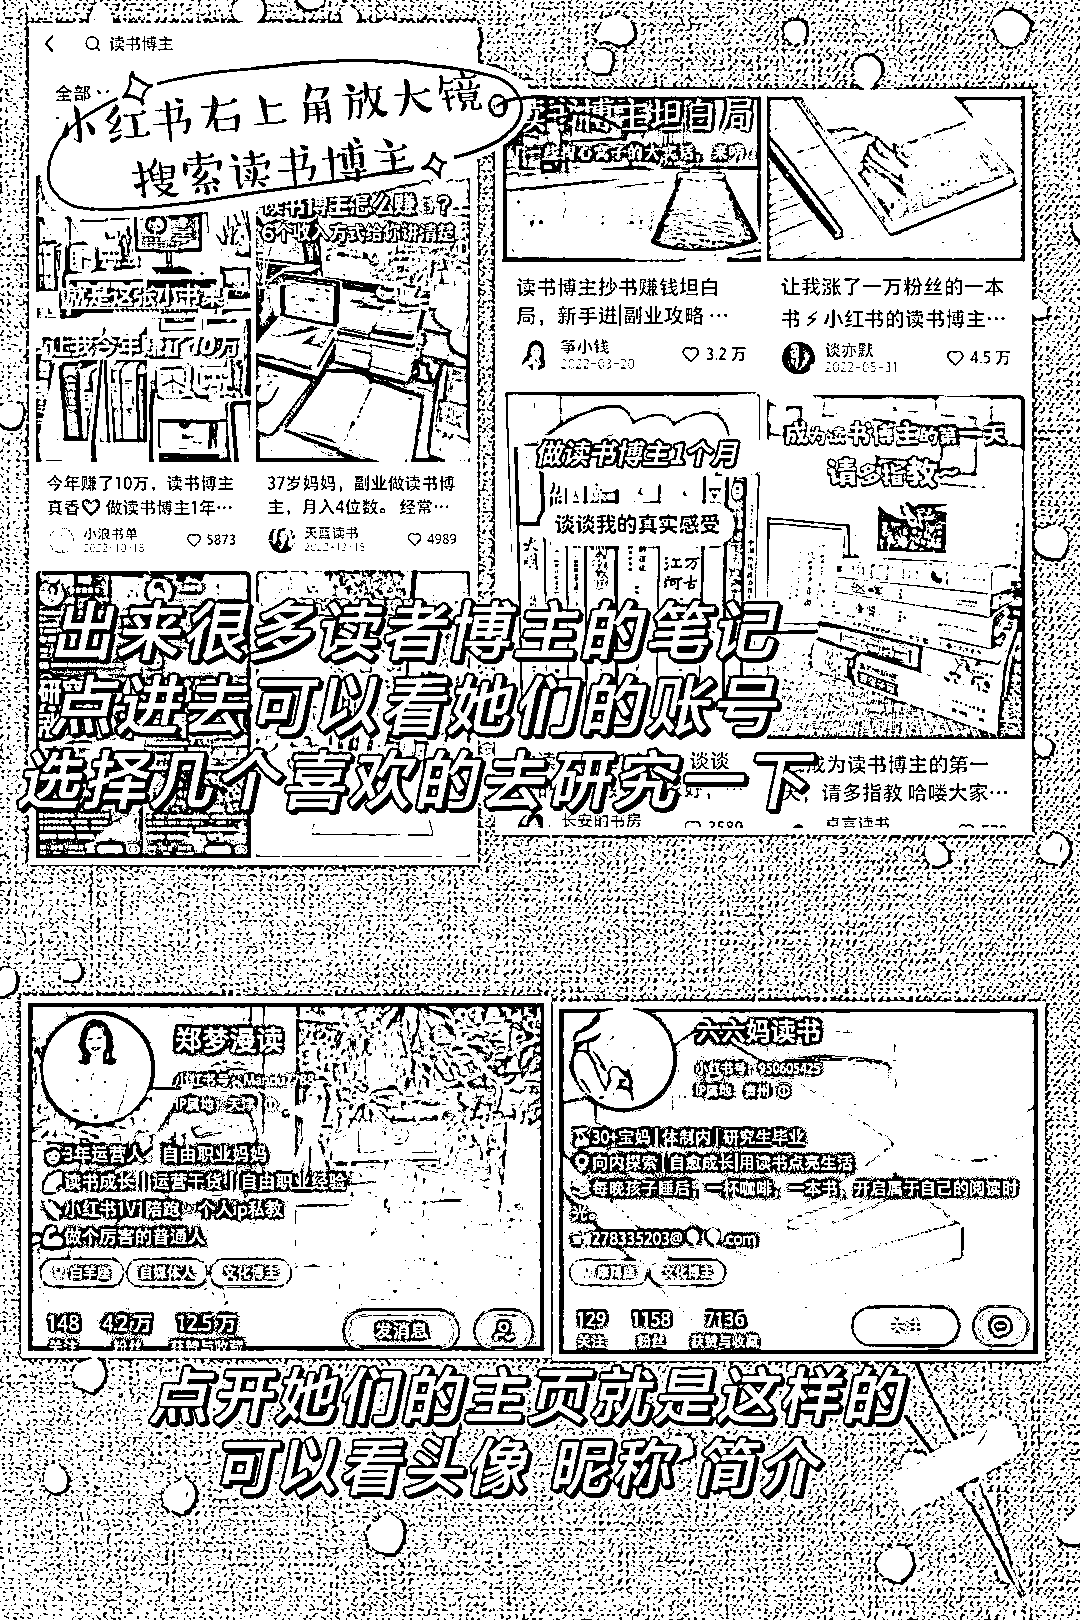 读书博主
全部
小红书右上角放大镜
搜索读书博主
读书博主怎么赚
6个收入方式给你讲清楚
就是这张小书桌
让我今年赚了10万
今年赚了10万，读书博主
真香♡ 做读书博主1年…
小浪书单
2022-10-18
5873
37岁妈妈，副业做读书博
主，月入4位数。 经常…
天蓝读书
2022-12-15
4989
读书博主坦白局
读书博主抄书赚钱坦白
局，新手进|副业攻略 …
筝小钱
2022-03-20
3.2 万
让我涨了一万粉丝的一本
书⚡小红书的读书博主…
谈亦默
2022-05-31
4.5 万
做读书博主1个月
谈谈我的真实感受
成为读书博主的第一天
请多指教~
出来很多读者博主的笔记
点进去可以看她们的账号
选择几个喜欢的去研究一下
谈谈
成为读书博主的第一
天，请多指教 哈喽大家…
长安的书房
3589
卓言读书
郑梦漫读
3年运营人 自由职业妈妈
读书成长||运营干货||自由职业经验
小红书1V1陪跑 个人ip私教
做个厉害的普通人
白羊座 自媒体人 文化博主
148 4.2万 12.5万
关注 粉丝 获赞与收藏
发消息
六六妈读书
小红书号：950605425
IP属地：贵州
30+宝妈|体制内|研究生毕业
向内探索|自愈成长|用读书点亮生活
每晚孩子睡后，一杯咖啡，一本书，开启属于自己的阅读时
光。
278335203@ .com
文化博主
129 1158 7136
关注 粉丝 获赞与收藏
关注
点开她们的主页就是这样的
可以看头像 昵称 简介